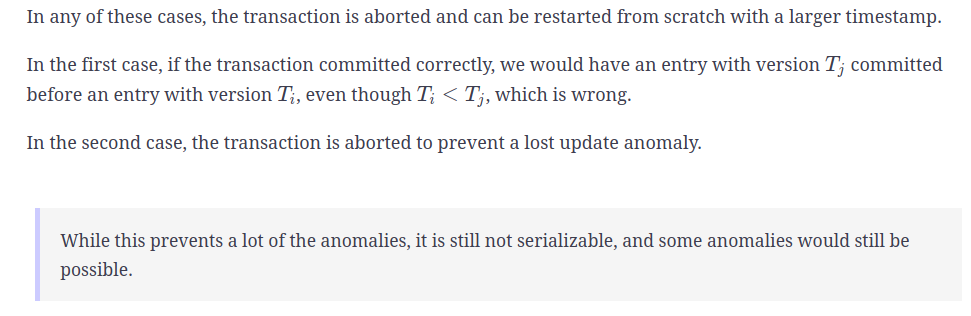 In any of these cases, the transaction is aborted and can be restarted from scratch with a larger timestamp.
In the first case, if the transaction committed correctly, we would have an entry with version Tj committed
before an entry with version Ti, even though Ti < Tj, which is wrong.
In the second case, the transaction is aborted to prevent a lost update anomaly.
While this prevents a lot of the anomalies, it is still not serializable, and some anomalies would still be
possible.